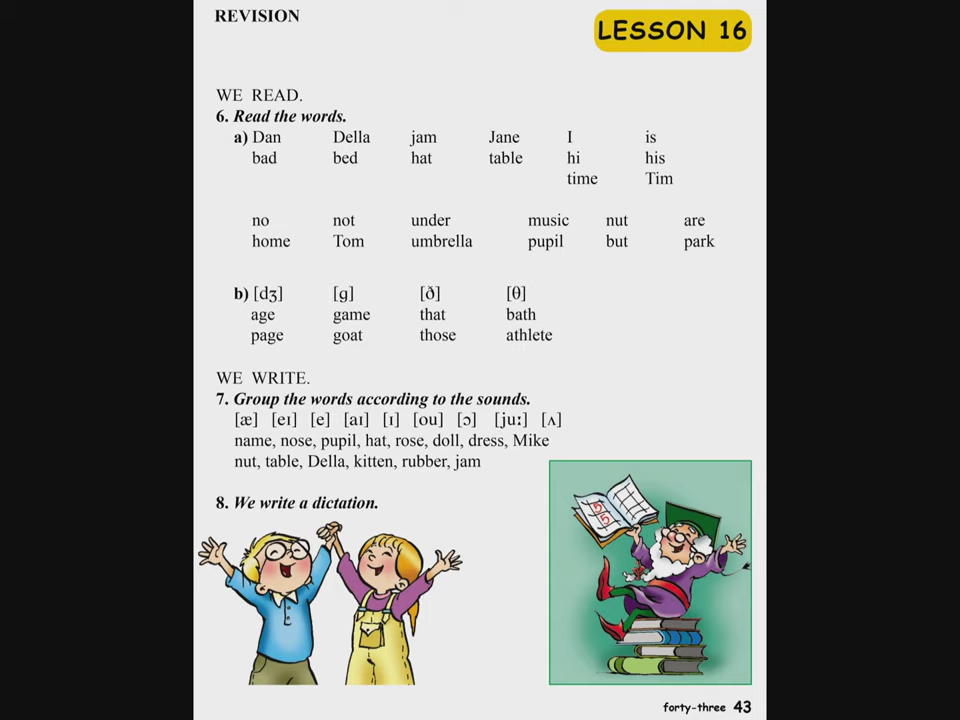 REVISION
LESSON 16
WE READ.
6. Read the words.
a) Dan Della jam Jane I is
bad bed hat table hi his
time Tim
no not under music nut are
home Tom umbrella pupil but park
b) [dʒ] [g] [ð] [θ]
age game that bath
page goat those athlete
WE WRITE.
7. Group the words according to the sounds.
[æ] [eɪ] [e] [aɪ] [ɪ] [ou] [ɔ] [juː] [ʌ]
name, nose, pupil, hat, rose, doll, dress, Mike
nut, table, Della, kitten, rubber, jam
8. We write a dictation.
5
5
forty-three 43